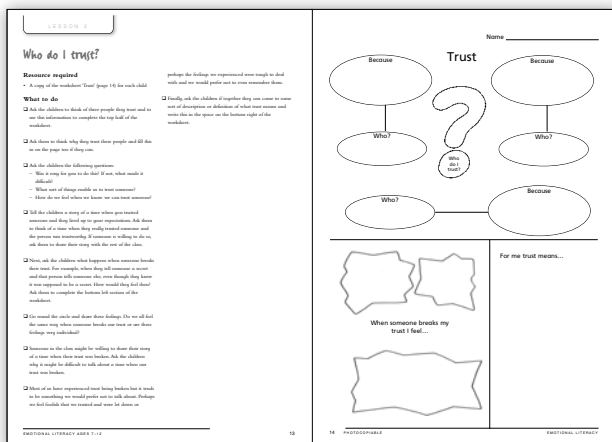 LESSON 2
Who do I trust?
Resource required
• A copy of the worksheet 'Trust' (page 14) for each child
What to do
Ask the children to think of three people they trust and to
use this information to complete the top half of the
worksheet.
Ask them to think why they trust these people and fill this
in on the page too if they can.
Ask the children the following questions:
– Was it easy for you to do this? If not, what made it
difficult?
– What sort of things enable us to trust someone?
– How do we feel when we know we can trust someone?
Tell the children a story of a time when you trusted
someone and they lived up to your expectations. Ask them
to think of a time when they really trusted someone and
the person was trustworthy. If someone is willing to do so,
ask them to share their story with the rest of the class.
Next, ask the children what happens when someone breaks
their trust. For example, when they tell someone a secret
and that person tells someone else, even though they knew
it was supposed to be a secret. How would they feel then?
Ask them to complete the bottom left section of the
worksheet.
Go round the circle and share these feelings. Do we all feel
the same way when someone breaks our trust or are these
feelings very individual?
Someone in the class might be willing to share their story
of a time when their trust was broken. Ask the children
why it might be difficult to talk about a time when our
trust was broken.
Most of us have experienced trust being broken but it tends
to be something we would prefer not to talk about. Perhaps
we feel foolish that we trusted and were let down or
perhaps the feelings we experienced were tough to deal
with and we would prefer not to even remember them.
Finally, ask the children if together they can come to some
sort of description or definition of what trust means and
write this in the space on the bottom right of the
worksheet.
EMOTIONAL LITERACY AGES 7–12
13
Name
Trust
Because
Because
Who?
Who?
Who
do I
trust?
Who?
Because
For me trust means...
When someone breaks my
trust I feel...
14 PHOTOCOPIABLE
EMOTIONAL LITERACY